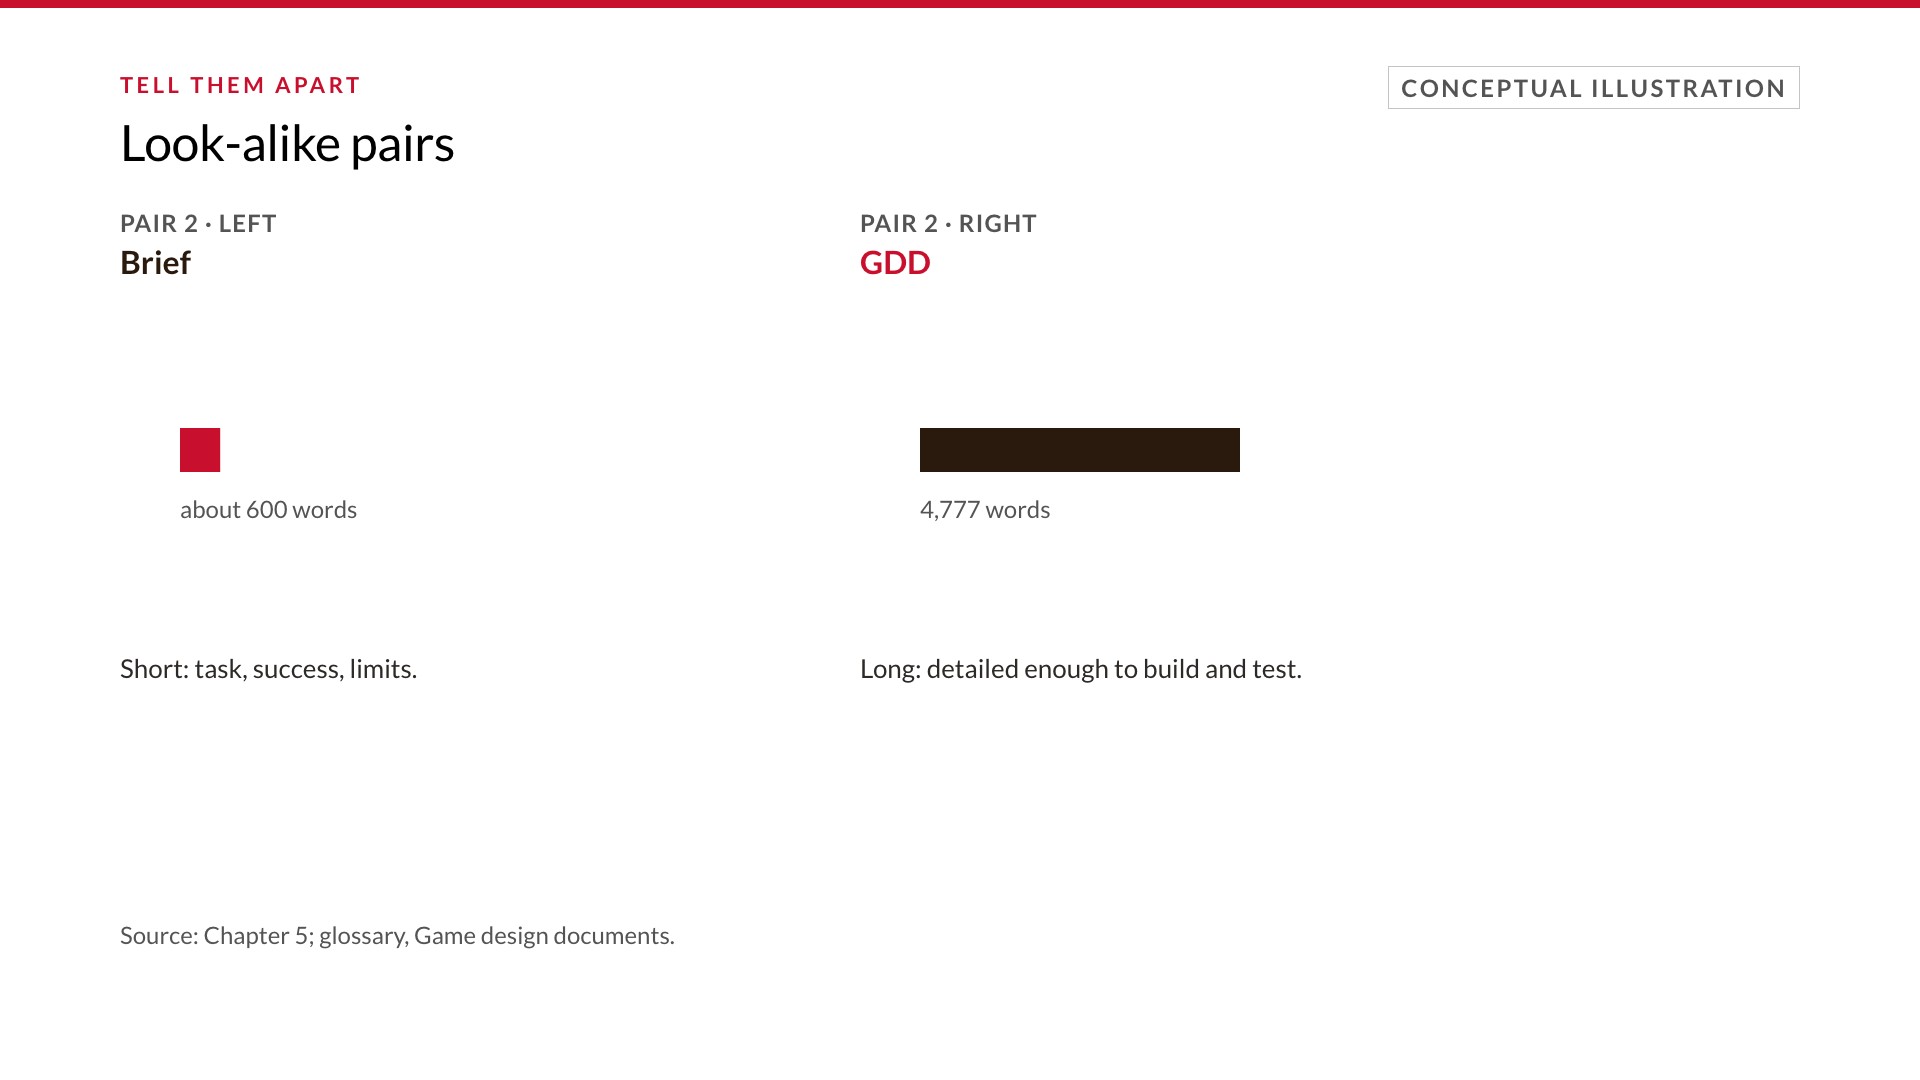 TELL THEM APART
CONCEPTUAL ILLUSTRATION
Look-alike pairs
PAIR 2 · LEFT
Brief
PAIR 2 · RIGHT
GDD
about 600 words
4,777 words
Short: task, success, limits.
Long: detailed enough to build and test.
Source: Chapter 5; glossary, Game design documents.